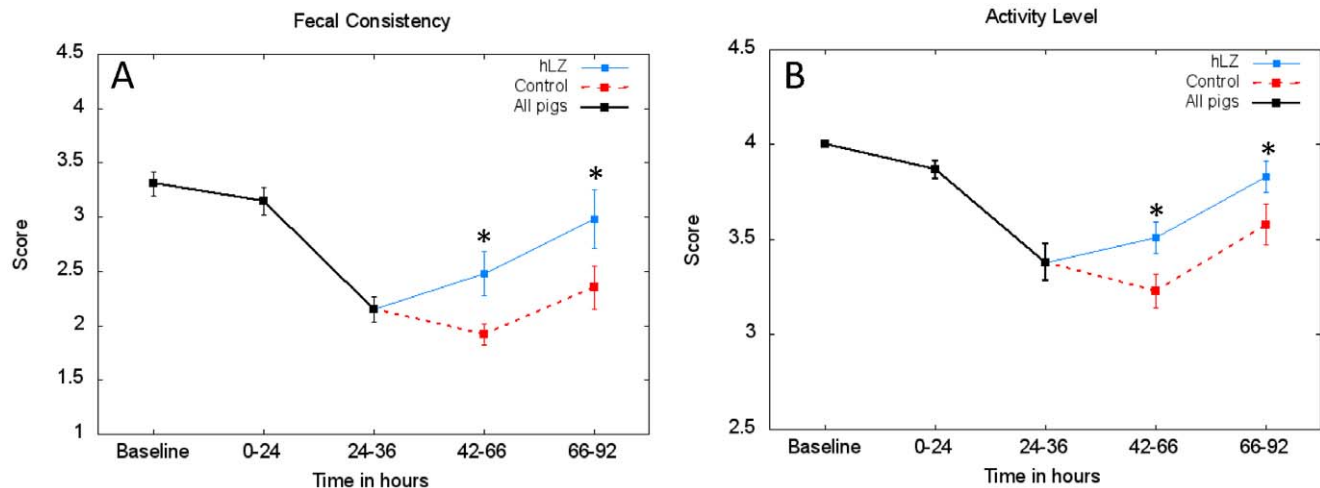 Fecal Consistency
A
hLZ
Control
All pigs
4.5
4
3.5
3
2.5
2
1.5
1
Score
*
*
Baseline
0-24
24-36
42-66
66-92
Time in hours
Activity Level
B
hLZ
Control
All pigs
4.5
4
3.5
3
2.5
Score
*
*
Baseline
0-24
24-36
42-66
66-92
Time in hours